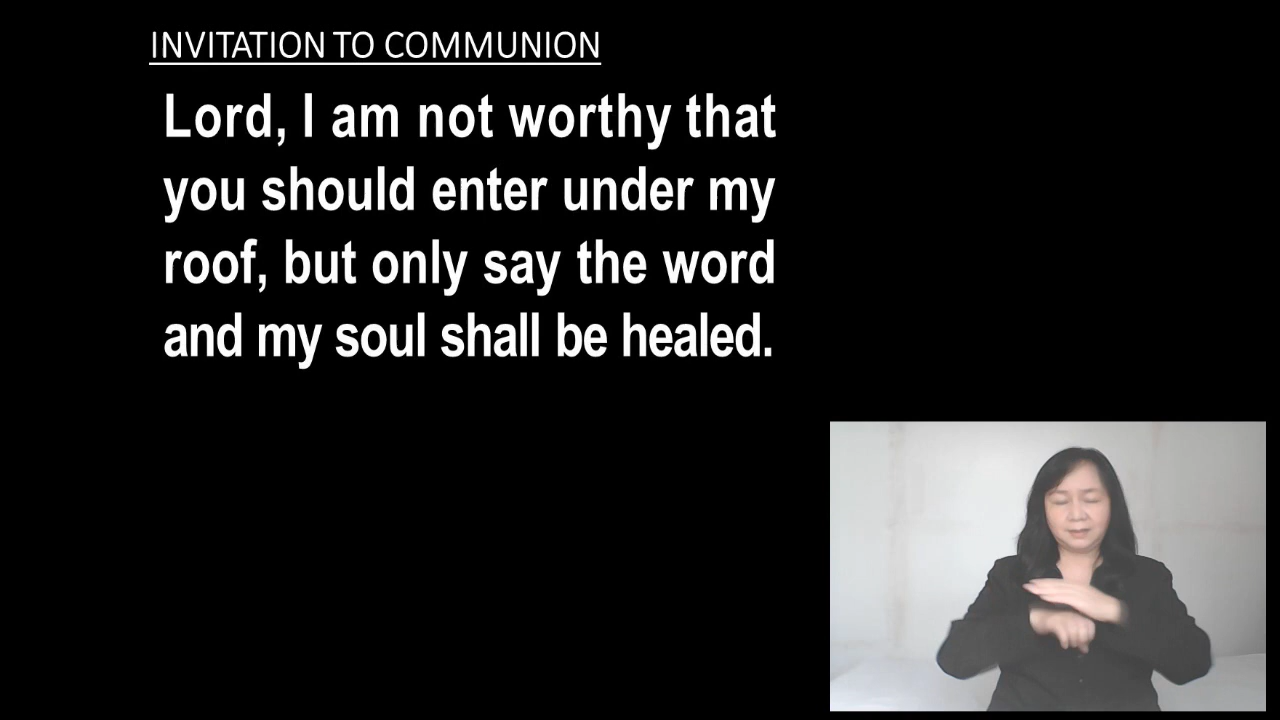 INVITATION TO COMMUNION
Lord, I am not worthy that
you should enter under my
roof, but only say the word
and my soul shall be healed.